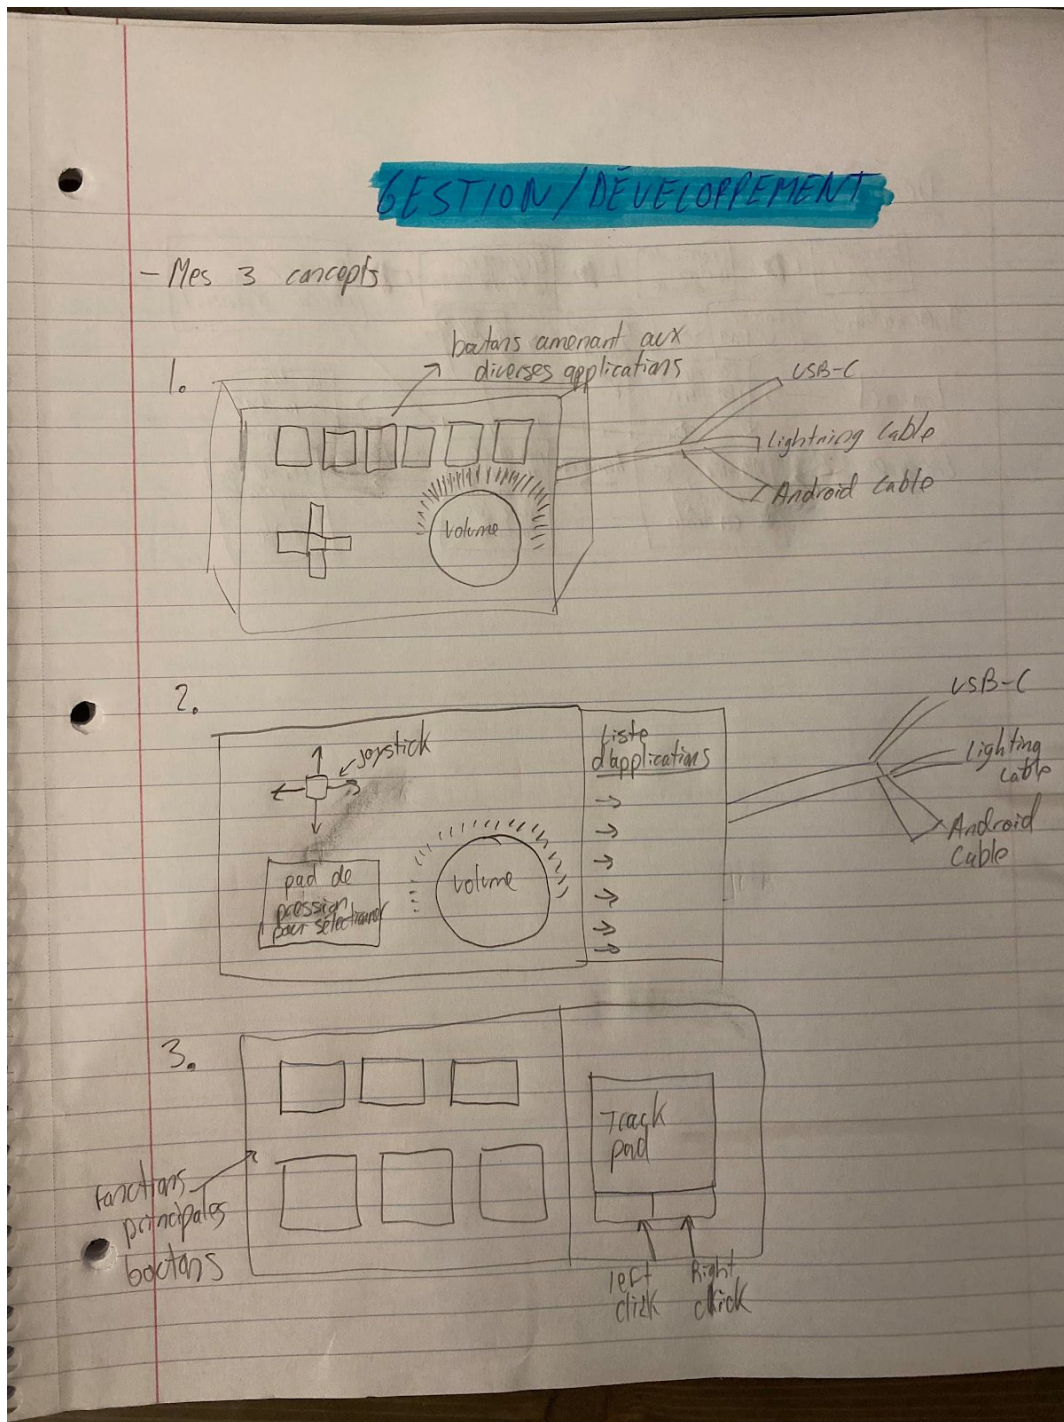 GESTION/DÉVELOPPEMENT
- Mes 3 concepts
1.
boutons amenant aux
diverses applications
USB-C
Lightning Cable
Android Cable
Volume
2.
joystick
pad de
pression
pour sélectionner
Volume
Liste
d'applications
USB-C
Lighting
Cable
Android
Cable
3.
Fonctions
principales
boutons
Track
pad
left
click
Right
click